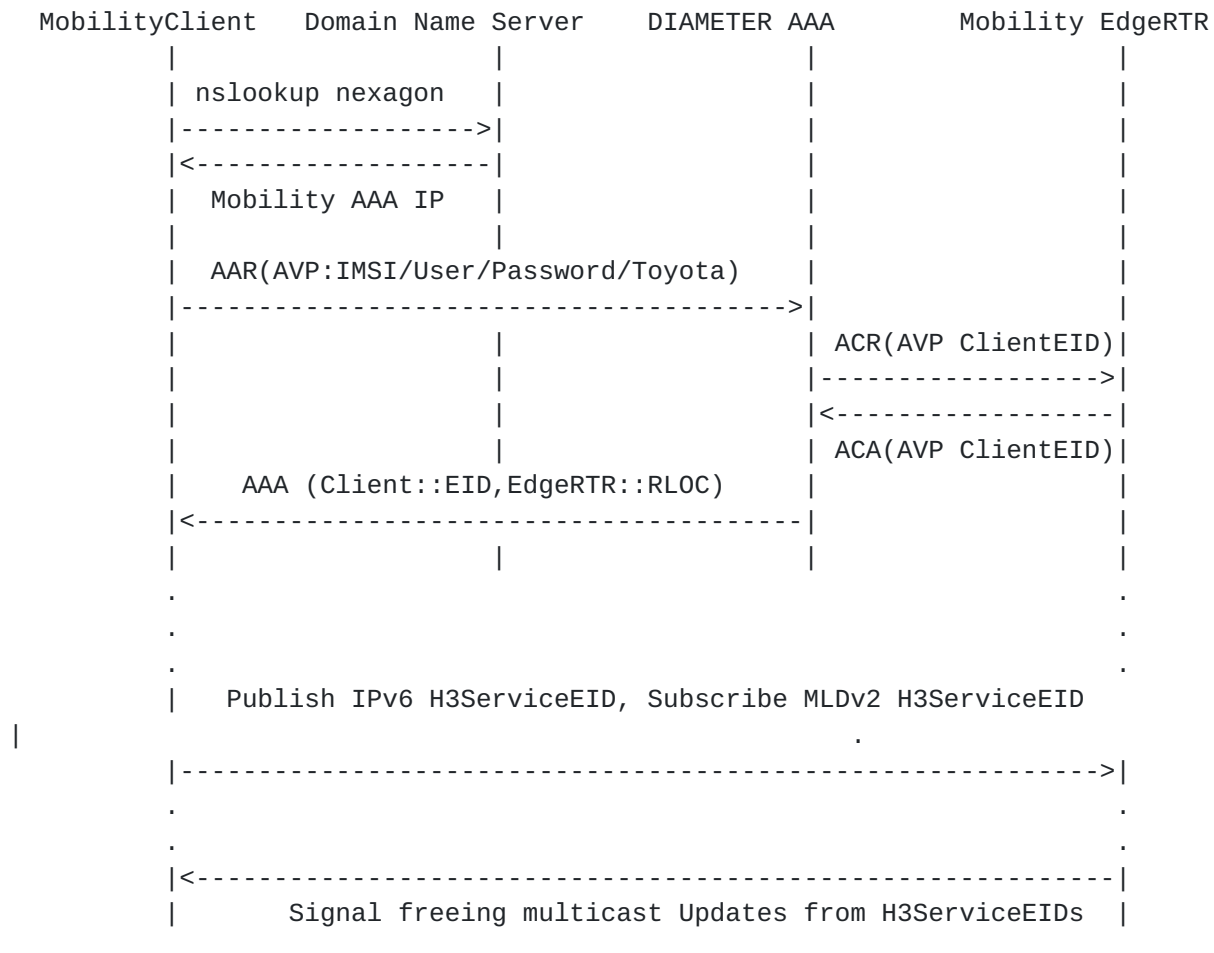 MobilityClient   Domain Name Server    DIAMETER AAA        Mobility EdgeRTR
        |                    |                   |                   |
        | nslookup nexagon   |                   |                   |
        |------------------->|                   |                   |
        |<-------------------|                   |                   |
        |  Mobility AAA IP   |                   |                   |
        |                    |                   |                   |
        |  AAR(AVP:IMSI/User/Password/Toyota)    |                   |
        |--------------------------------------->|                   |
        |                    |                   | ACR(AVP ClientEID)|
        |                    |                   |------------------>|
        |                    |                   |<------------------|
        |                    |                   | ACA(AVP ClientEID)|
        |    AAA (Client::EID,EdgeRTR::RLOC)     |                   |
        |<---------------------------------------|                   |
        |                    |                   |                   |
        .                                                            .
        .                                                            .
        .                                                            .
        |   Publish IPv6 H3ServiceEID, Subscribe MLDv2 H3ServiceEID
|                                                     .
        |----------------------------------------------------------->|
        .                                                            .
        .                                                            .
        |<-----------------------------------------------------------|
        |       Signal freeing multicast Updates from H3ServiceEIDs  |